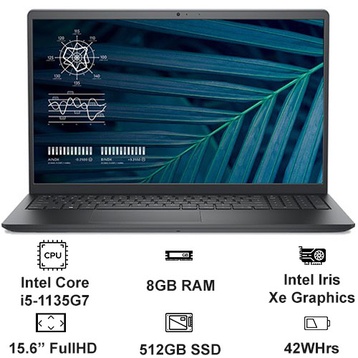 CPU
Intel Core
i5-1135G7
8GB RAM
Intel Iris
Xe Graphics
15.6” FullHD
512GB SSD
42WHrs